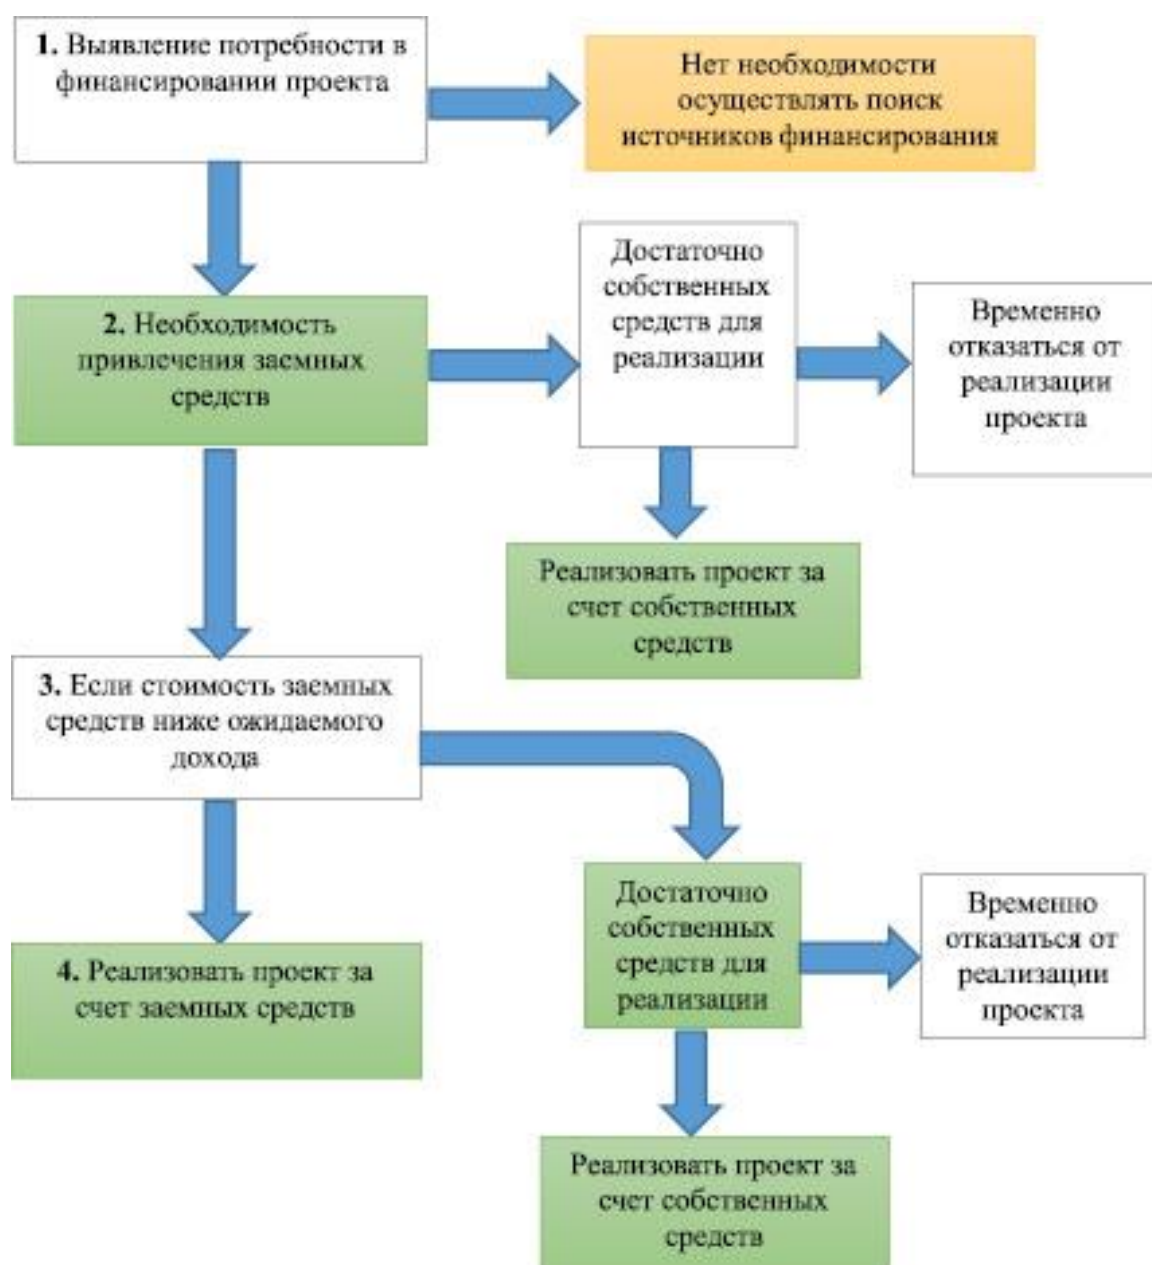 1. Выявление потребности в
финансировании проекта
Нет необходимости
осуществлять поиск
источников финансирования
2. Необходимость
привлечения заемных
средств
Достаточно
собственных
средств для
реализации
Временно
отказаться от
реализации
проекта
Реализовать проект за
счет собственных
средств
3. Если стоимость заемных
средств ниже ожидаемого
дохода
4. Реализовать проект за
счет заемных средств
Достаточно
собственных
средств для
реализации
Временно
отказаться от
реализации
проекта
Реализовать проект за
счет собственных
средств